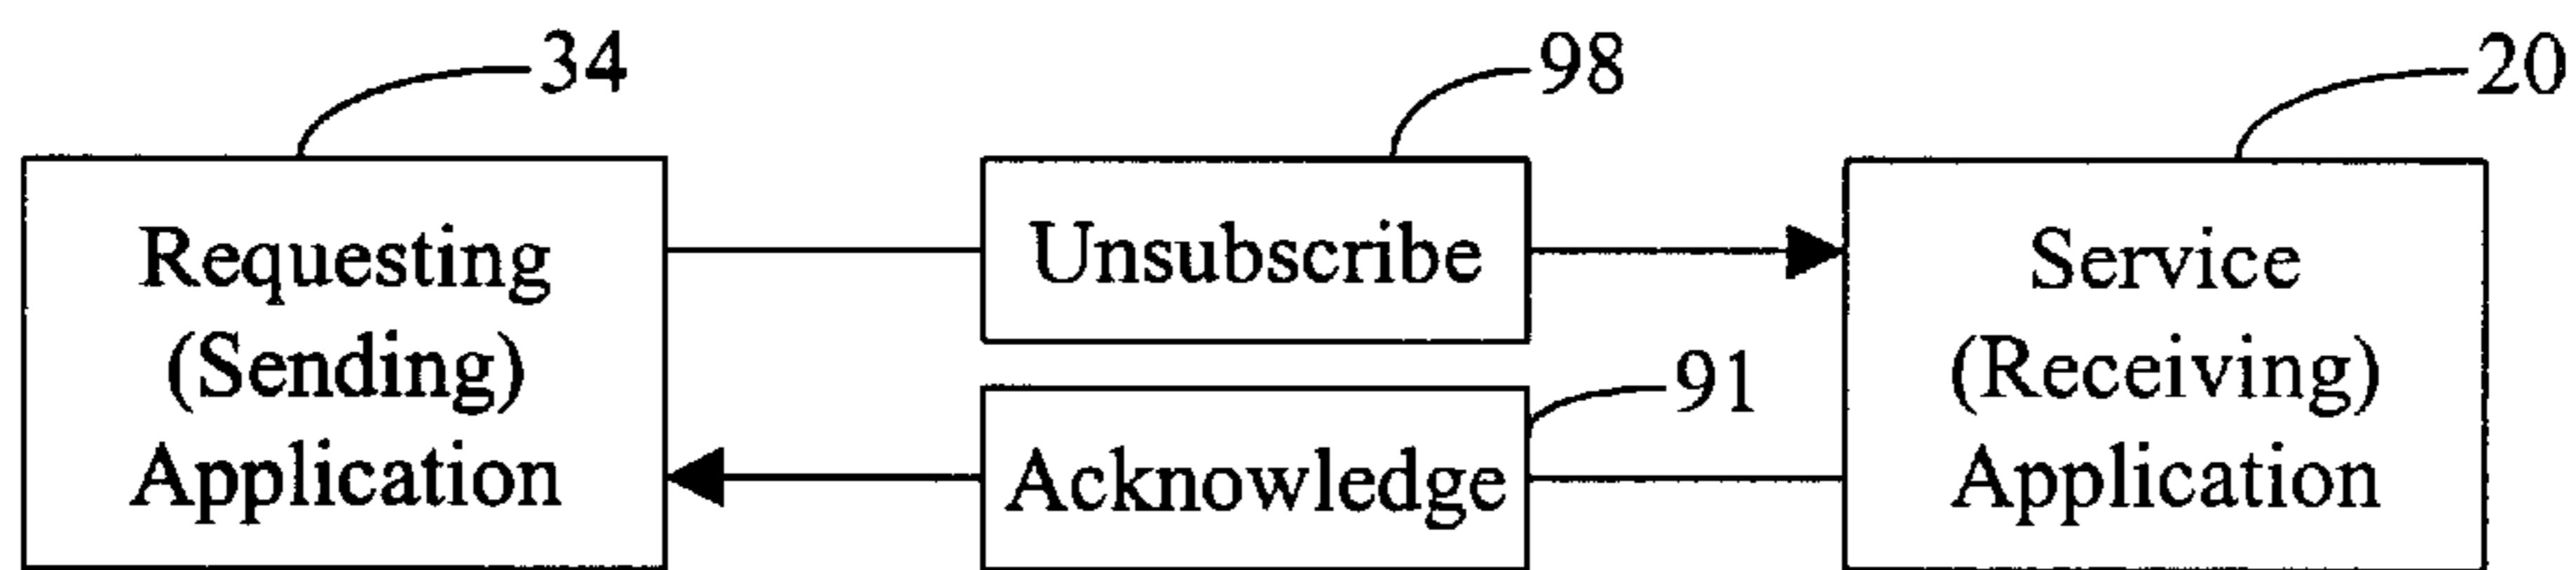 34
98
20
Requesting
(Sending)
Application
Unsubscribe
91
Acknowledge
Service
(Receiving)
Application